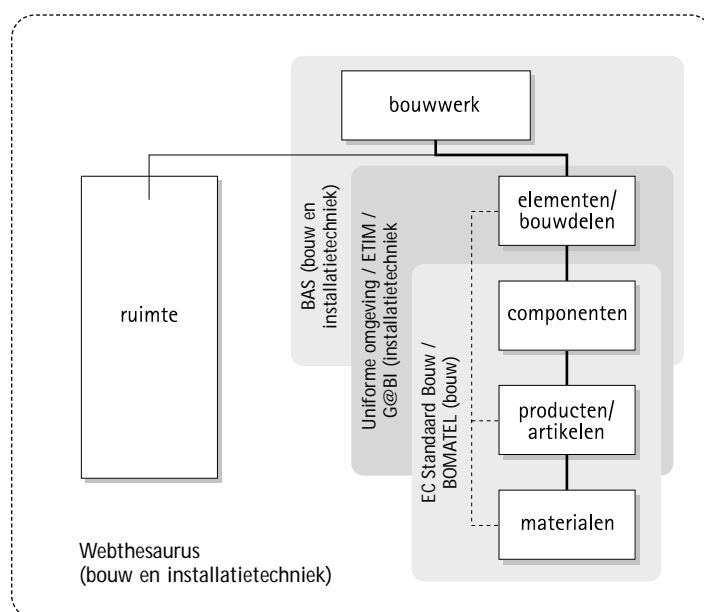 bouwwerk
ruimte
BAS (bouw en
installatietechniek)
Uniforme omgeving / ETIM /
G@BI (installatietechniek
EC Standaard Bouw /
BOMATEL (bouw)
elementen/
bouwdelen
componenten
producten/
artikelen
materialen
Webthesaurus
(bouw en installatietechniek)